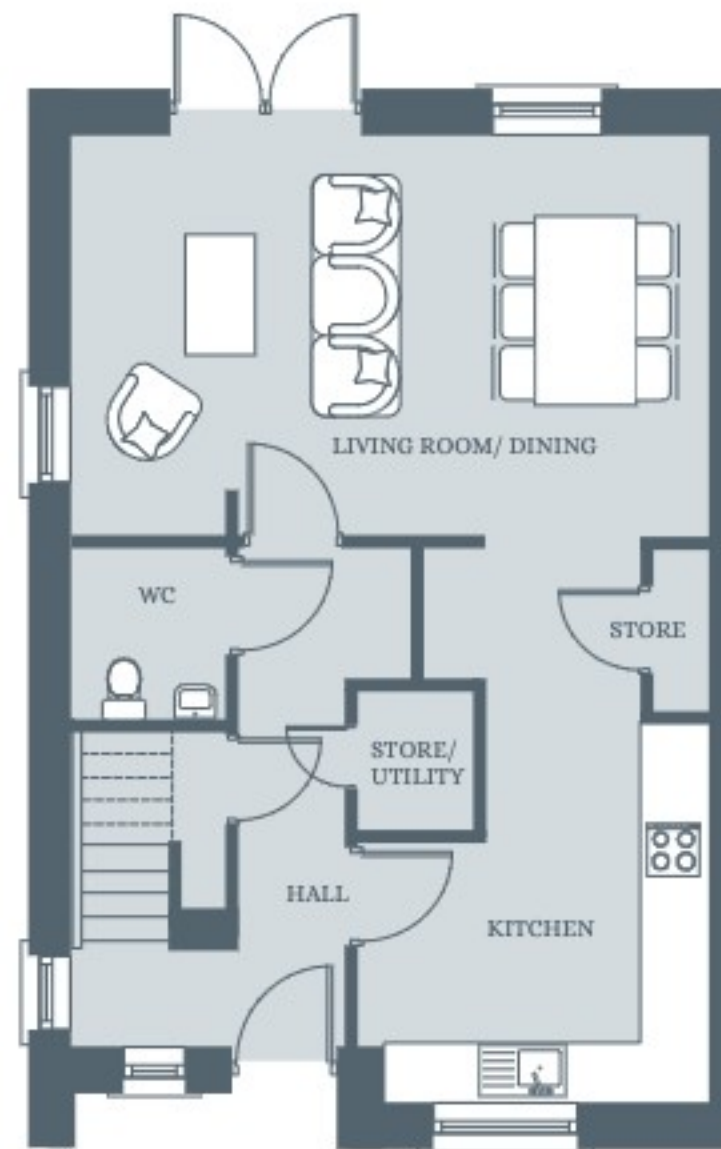 LIVING ROOM/ DINING
WC
STORE
STORE/
UTILITY
HALL
KITCHEN